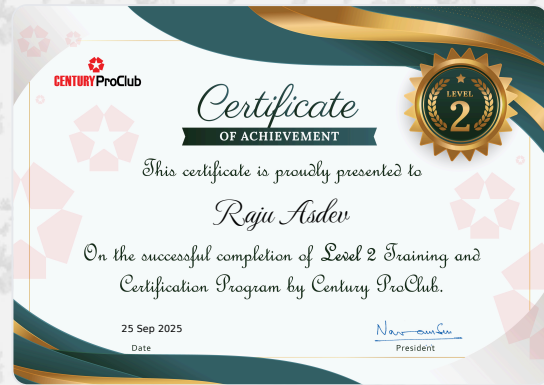 CENTURY ProClub
LEVEL
2
Certificate
OF ACHIEVEMENT
This certificate is proudly presented to
Raju Asdev
On the successful completion of Level 2 Training and
Certification Program by Century ProClub.
25 Sep 2025
Date
President